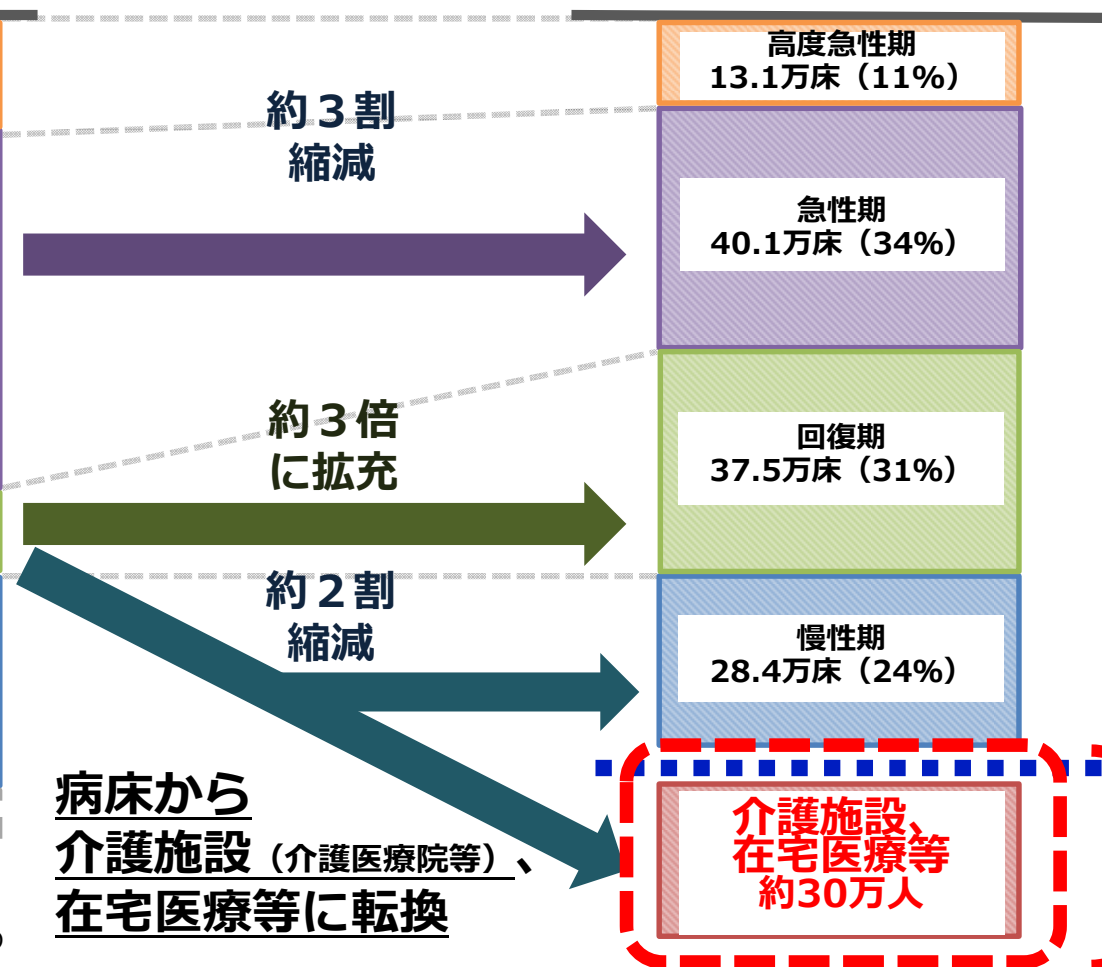 高度急性期
13.1万床（11%）
約３割
縮減
急性期
40.1万床（34%）
約３倍
に拡充
回復期
37.5万床（31%）
約２割
縮減
慢性期
28.4万床（24%）
病床から
介護施設（介護医療院等）、
在宅医療等に転換
介護施設、
在宅医療等
約30万人